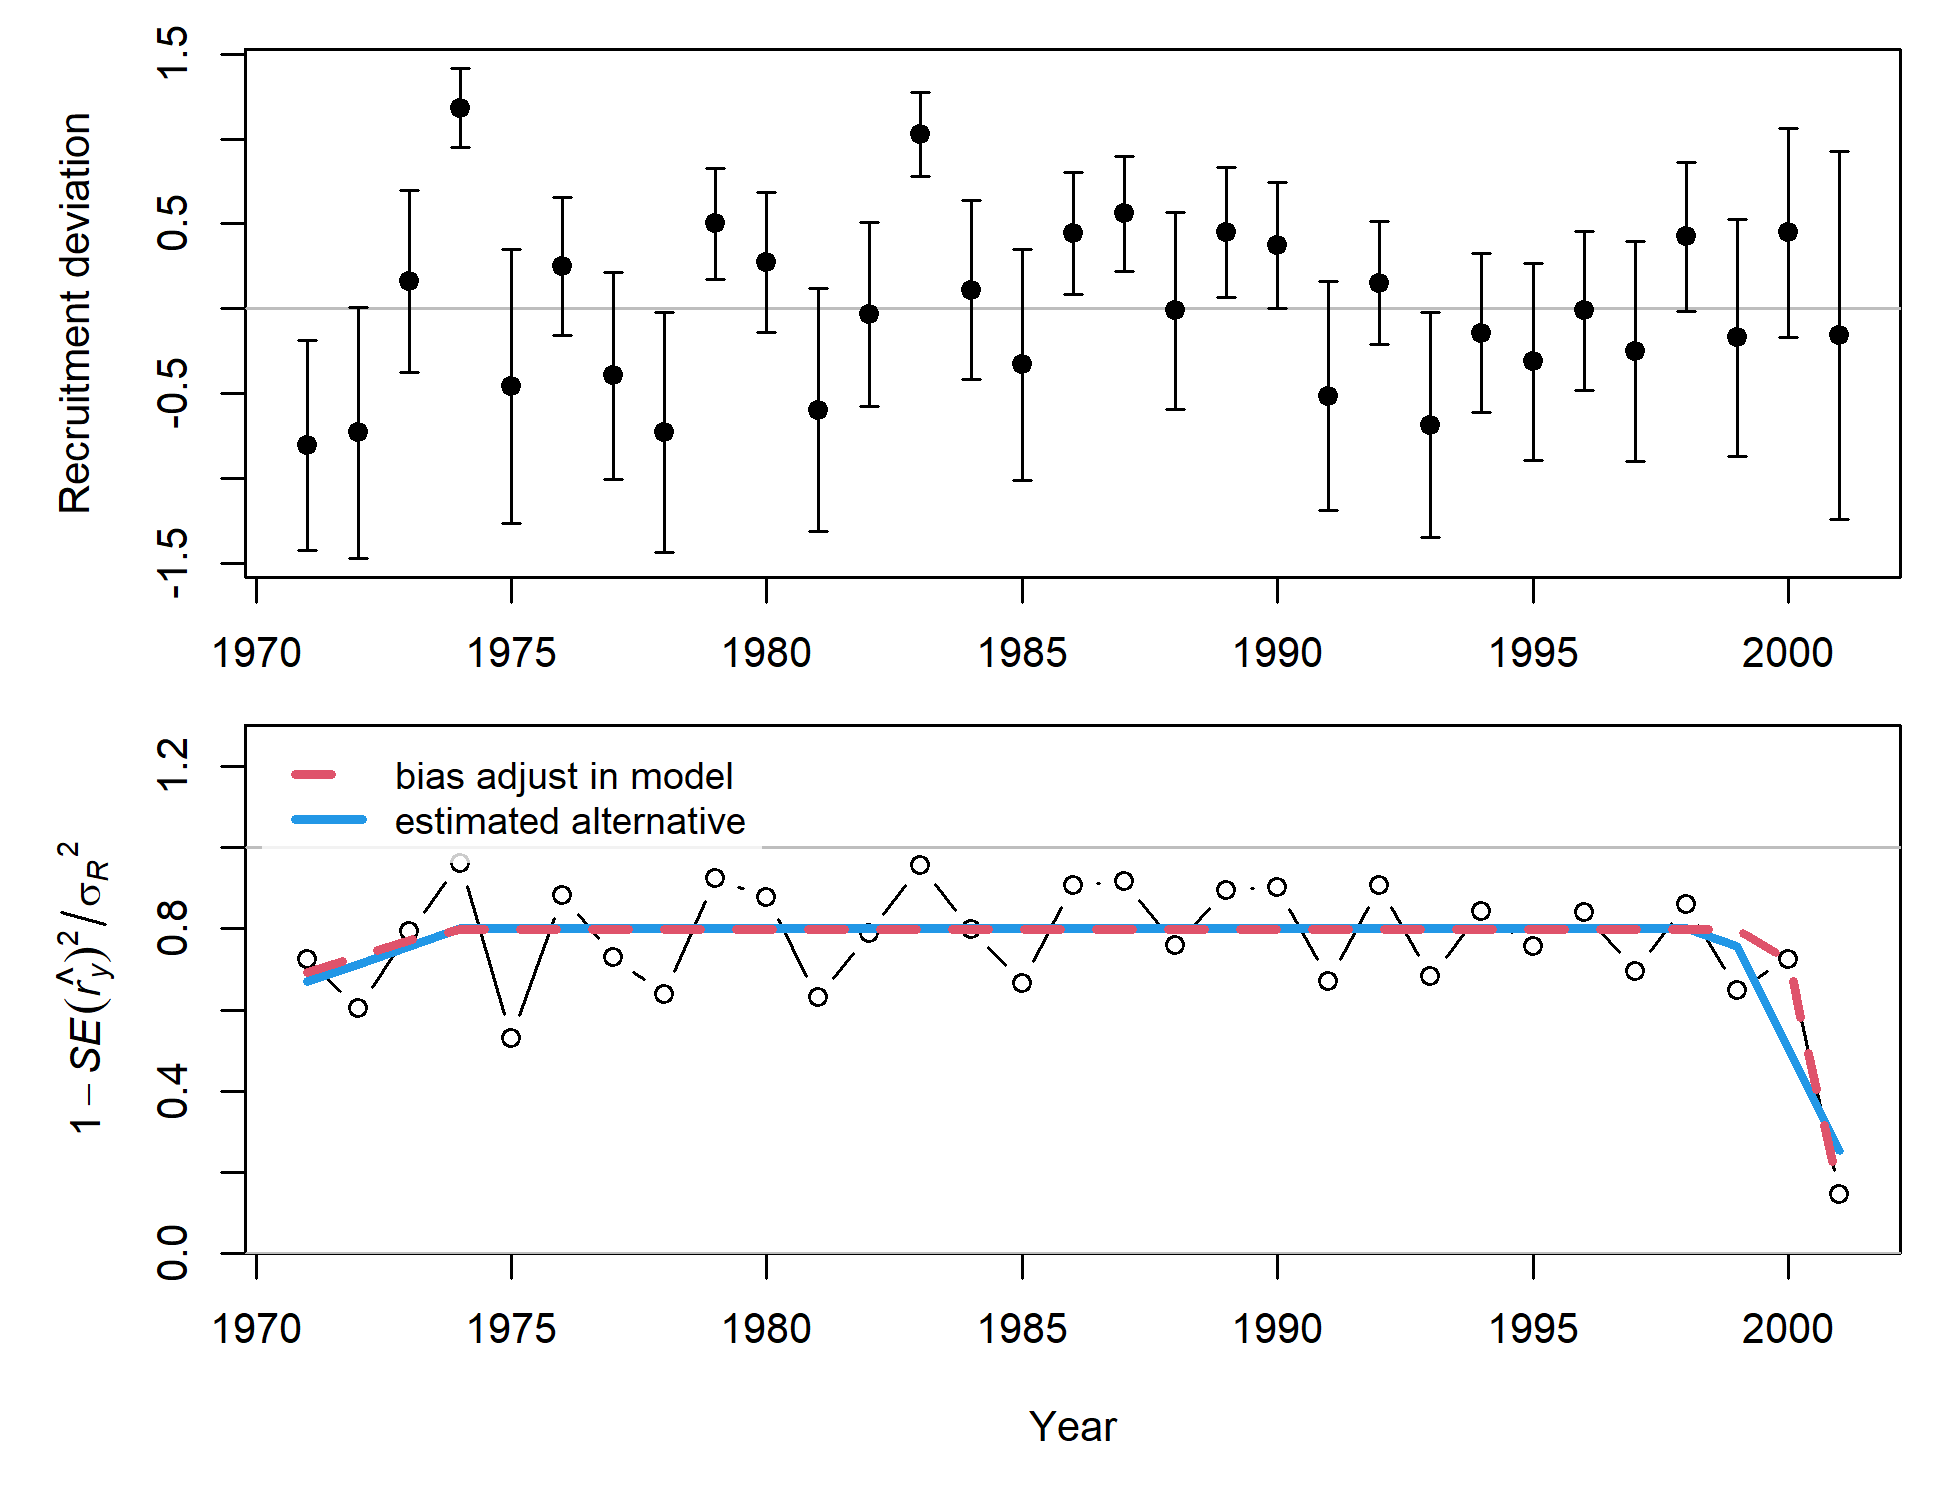 Recruitment deviation
1.5
0.5
-0.5
-1.5
1970 1975 1980 1985 1990 1995 2000
bias adjust in model
estimated alternative
1 − SE(r̂_y)² / σ_R²
1.2
0.8
0.4
0.0
1970 1975 1980 1985 1990 1995 2000
Year